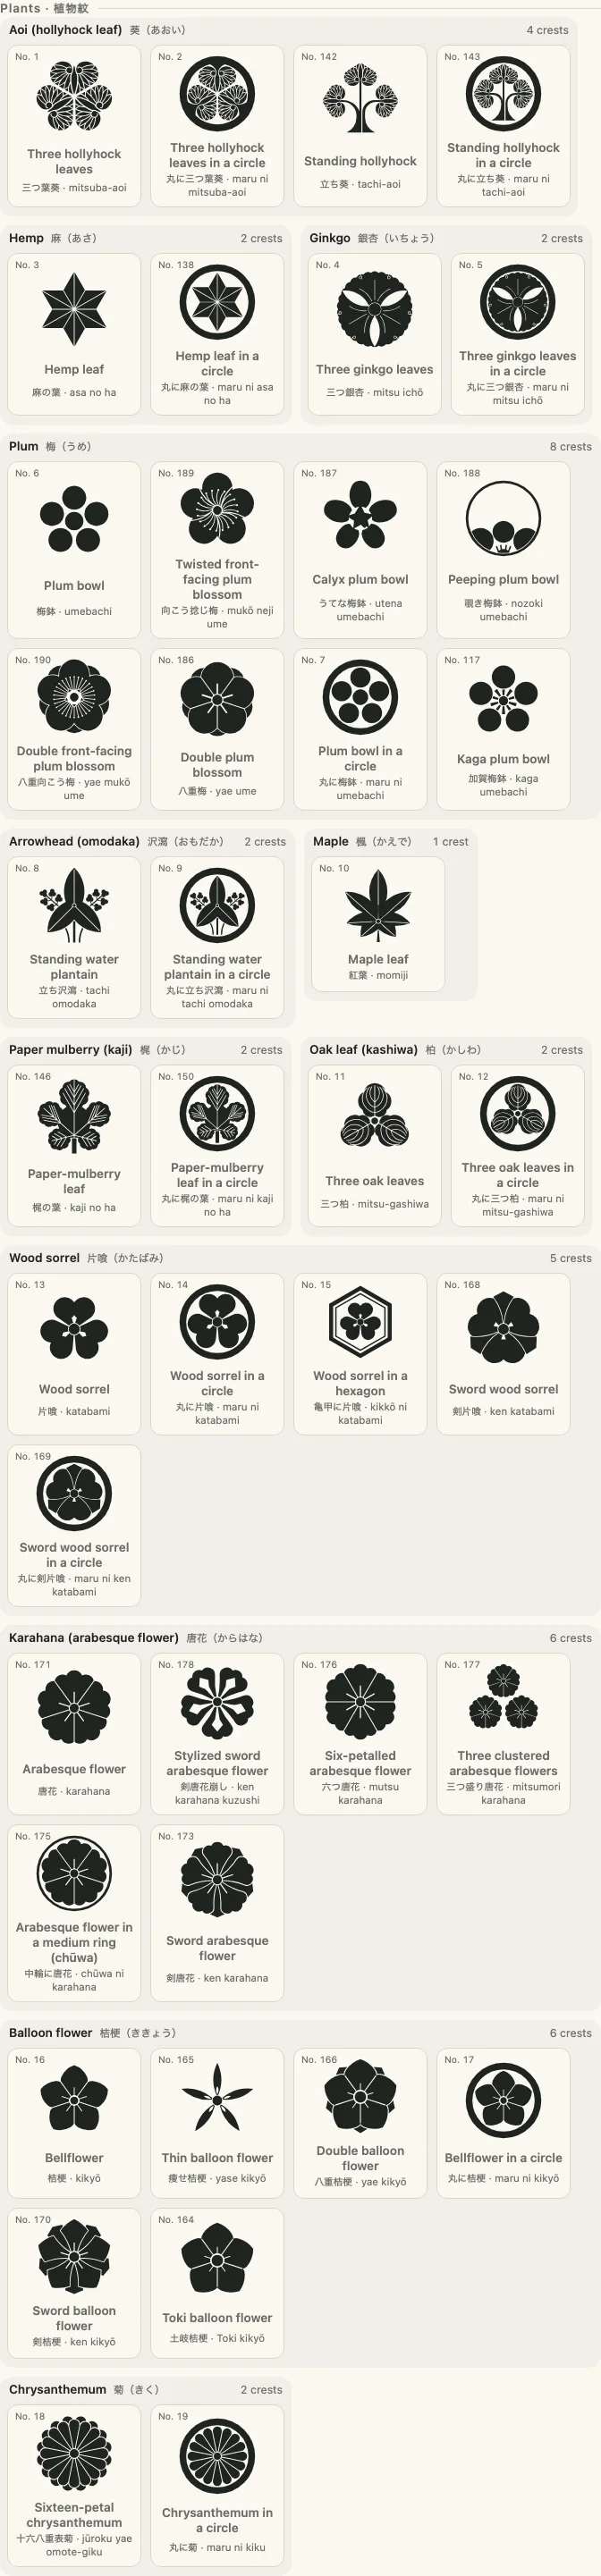 Plants · 植物紋
Aoi (hollyhock leaf) 葵（あおい） 4 crests
No. 1
Three hollyhock
leaves
三つ葉葵 · mitsuba-aoi
No. 2
Three hollyhock
leaves in a circle
丸に三つ葉葵 · maru ni
mitsuba-aoi
No. 142
Standing hollyhock
立ち葵 · tachi-aoi
No. 143
Standing hollyhock
in a circle
丸に立ち葵 · maru ni
tachi-aoi
Hemp 麻（あさ） 2 crests
No. 3
Hemp leaf
麻の葉 · asa no ha
No. 138
Hemp leaf in a
circle
丸に麻の葉 · maru ni asa
no ha
Ginkgo 銀杏（いちょう） 2 crests
No. 4
Three ginkgo leaves
三つ銀杏 · mitsu ichō
No. 5
Three ginkgo leaves
in a circle
丸に三つ銀杏 · maru ni
mitsu ichō
Plum 梅（うめ） 8 crests
No. 6
Plum bowl
梅鉢 · umebachi
No. 189
Twisted front-
facing plum
blossom
向こう捻じ梅 · mukō neji
ume
No. 187
Calyx plum bowl
うてな梅鉢 · utena
umebachi
No. 188
Peeping plum bowl
覗き梅鉢 · nozoki
umebachi
No. 190
Double front-facing
plum blossom
八重向こう梅 · yae mukō
ume
No. 186
Double plum
blossom
八重梅 · yae ume
No. 7
Plum bowl in a
circle
丸に梅鉢 · maru ni
umebachi
No. 117
Kaga plum bowl
加賀梅鉢 · kaga
umebachi
Arrowhead (omodaka) 沢瀉（おもだか） 2 crests
No. 8
Standing water
plantain
立ち沢瀉 · tachi
omodaka
No. 9
Standing water
plantain in a circle
丸に立ち沢瀉 · maru ni
tachi omodaka
Maple 楓（かえで） 1 crest
No. 10
Maple leaf
紅葉 · momiji
Paper mulberry (kaji) 梶（かじ） 2 crests
No. 146
Paper-mulberry
leaf
梶の葉 · kaji no ha
No. 150
Paper-mulberry
leaf in a circle
丸に梶の葉 · maru ni kaji
no ha
Oak leaf (kashiwa) 柏（かしわ） 2 crests
No. 11
Three oak leaves
三つ柏 · mitsu-gashiwa
No. 12
Three oak leaves in
a circle
丸に三つ柏 · maru ni
mitsu-gashiwa
Wood sorrel 片喰（かたばみ） 5 crests
No. 13
Wood sorrel
片喰 · katabami
No. 14
Wood sorrel in a
circle
丸に片喰 · maru ni
katabami
No. 15
Wood sorrel in a
hexagon
亀甲に片喰 · kikkō ni
katabami
No. 168
Sword wood sorrel
剣片喰 · ken katabami
No. 169
Sword wood sorrel
in a circle
丸に剣片喰 · maru ni ken
katabami
Karahana (arabesque flower) 唐花（からはな） 6 crests
No. 171
Arabesque flower
唐花 · karahana
No. 178
Stylized sword
arabesque flower
剣唐花崩し · ken
karahana kuzushi
No. 176
Six-petalled
arabesque flower
六つ唐花 · mutsu
karahana
No. 177
Three clustered
arabesque flowers
三つ盛り唐花 · mitsumori
karahana
No. 175
Arabesque flower in
a medium ring
(chūwa)
中輪に唐花 · chūwa ni
karahana
No. 173
Sword arabesque
flower
剣唐花 · ken karahana
Balloon flower 桔梗（ききょう） 6 crests
No. 16
Bellflower
桔梗 · kikyō
No. 165
Thin balloon flower
痩せ桔梗 · yase kikyō
No. 166
Double balloon
flower
八重桔梗 · yae kikyō
No. 17
Bellflower in a circle
丸に桔梗 · maru ni kikyō
No. 170
Sword balloon
flower
剣桔梗 · ken kikyō
No. 164
Toki balloon flower
土岐桔梗 · Toki kikyō
Chrysanthemum 菊（きく） 2 crests
No. 18
Sixteen-petal
chrysanthemum
十六八重表菊 · jūroku yae
omote-giku
No. 19
Chrysanthemum in
a circle
丸に菊 · maru ni kiku